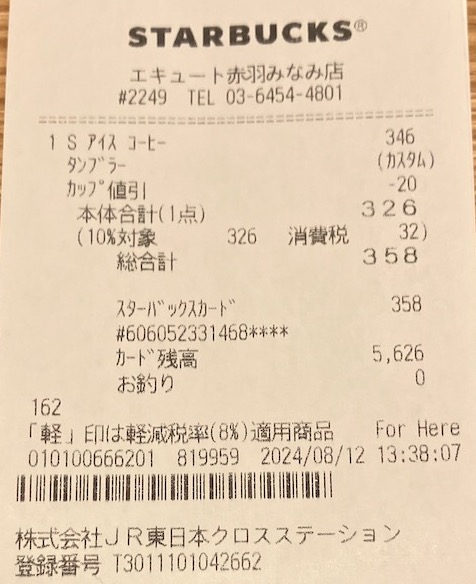 STARBUCKS®
エキュート赤羽みなみ店
#2249 TEL 03-6454-4801
1 S アイス コーヒー 346
タンブラー (カスタム)
カップ値引 -20
本体合計(1点) 326
(10%対象 326 消費税 32)
総合計 358
スターバックスカード 358
#606052331468****
カード残高 5,626
お釣り 0
162
「軽」印は軽減税率(8%)適用商品 For Here
010100666201 819959 2024/08/12 13:38:07
株式会社JR東日本クロスステーション
登録番号 T3011101042662